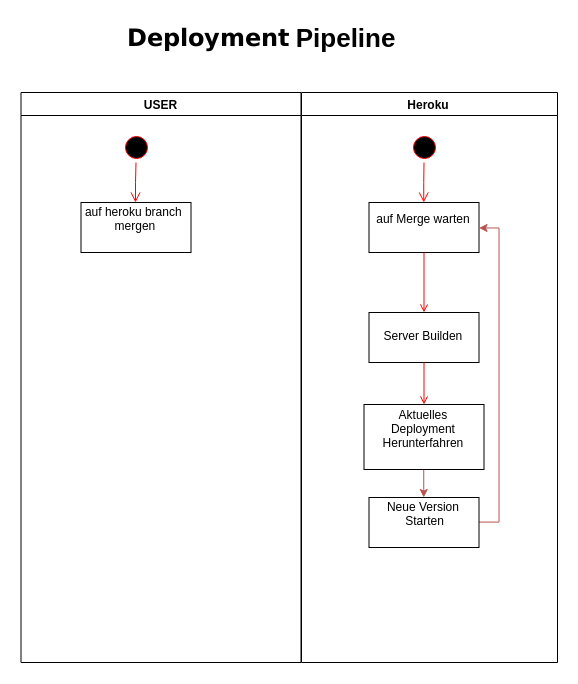 Deployment Pipeline
USER
Heroku
auf heroku branch
mergen
auf Merge warten
Server Builden
Aktuelles
Deployment
Herunterfahren
Neue Version
Starten